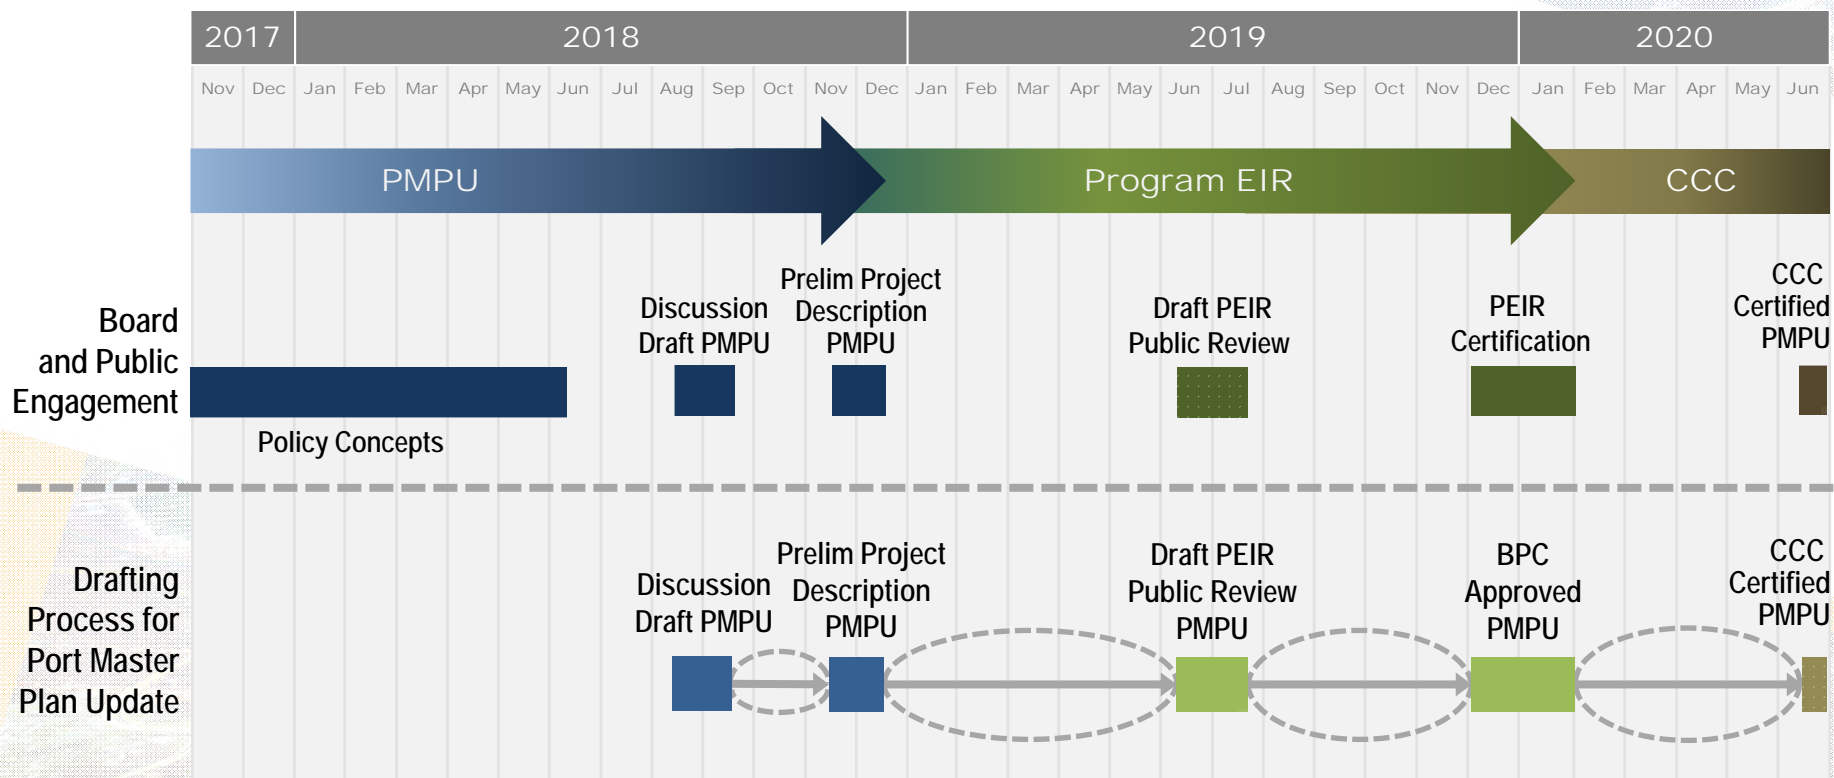 2017 2018 2019 2020
Nov Dec Jan Feb Mar Apr May Jun Jul Aug Sep Oct Nov Dec Jan Feb Mar Apr May Jun Jul Aug Sep Oct Nov Dec Jan Feb Mar Apr May Jun
PMPU Program EIR CCC
Board
and Public
Engagement
Policy Concepts
Discussion
Draft PMPU
Prelim Project
Description
PMPU
Draft PEIR
Public Review
PEIR
Certification
CCC
Certified
PMPU
Drafting
Process for
Port Master
Plan Update
Discussion
Draft PMPU
Prelim Project
Description
PMPU
Draft PEIR
Public Review
PMPU
BPC
Approved
PMPU
CCC
Certified
PMPU